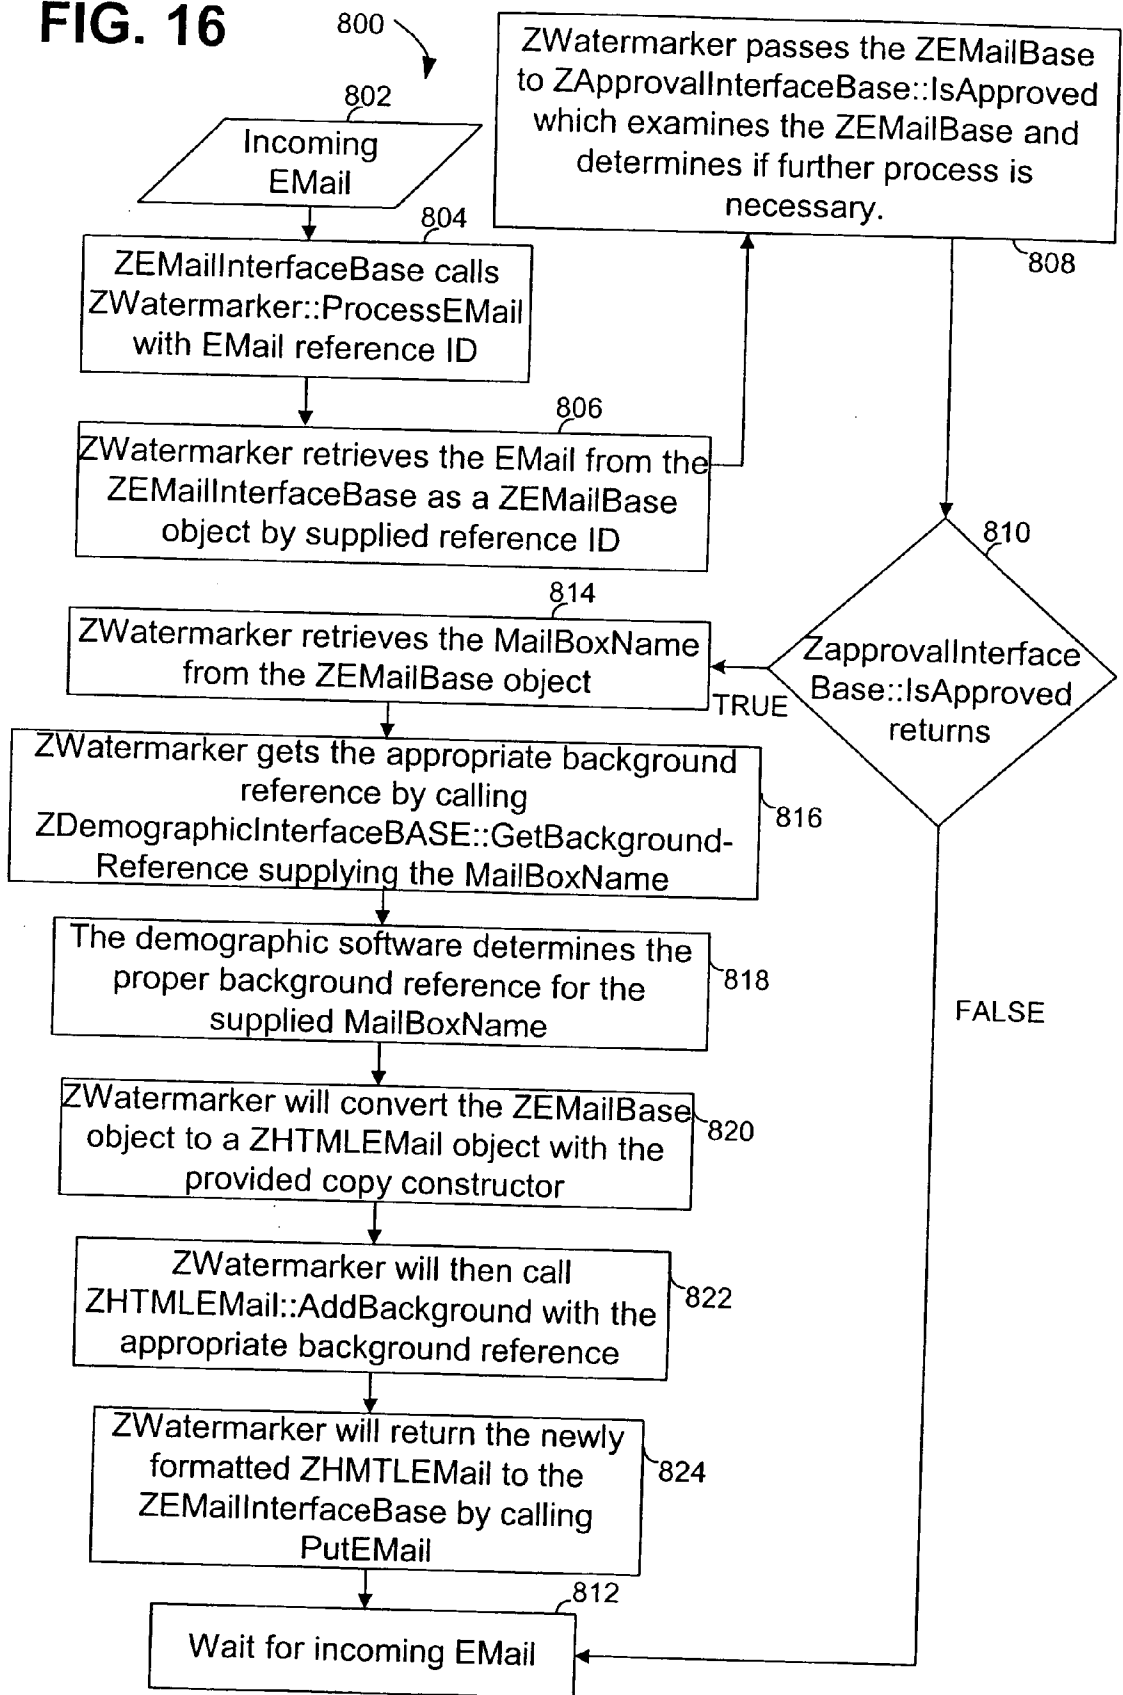 FIG. 16
800
802
Incoming
EMail
804
ZEMailInterfaceBase calls
ZWatermarker::ProcessEMail
with EMail reference ID
806
ZWatermarker retrieves the EMail from the
ZEMailInterfaceBase as a ZEMailBase
object by supplied reference ID
ZWatermarker passes the ZEMailBase
to ZApprovalInterfaceBase::IsApproved
which examines the ZEMailBase and
determines if further process is
necessary.
808
810
ZapprovalInterface
Base::IsApproved
returns
TRUE
FALSE
814
ZWatermarker retrieves the MailBoxName
from the ZEMailBase object
ZWatermarker gets the appropriate background
reference by calling
ZDemographicInterfaceBASE::GetBackground-
Reference supplying the MailBoxName
816
The demographic software determines the
proper background reference for the
supplied MailBoxName
818
ZWatermarker will convert the ZEMailBase
object to a ZHTMLEMail object with the
provided copy constructor
820
ZWatermarker will then call
ZHTMLEMail::AddBackground with the
appropriate background reference
822
ZWatermarker will return the newly
formatted ZHMTLEMail to the
ZEMailInterfaceBase by calling
PutEMail
824
812
Wait for incoming EMail